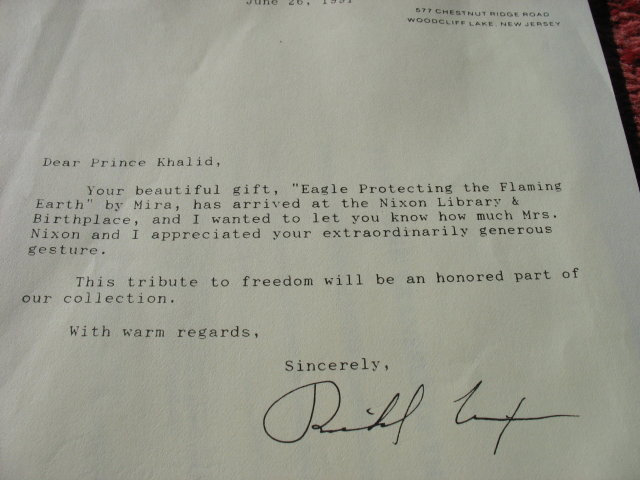 June 26, 1991
577 CHESTNUT RIDGE ROAD
WOODCLIFF LAKE, NEW JERSEY
Dear Prince Khalid,
Your beautiful gift, "Eagle Protecting the Flaming
Earth" by Mira, has arrived at the Nixon Library &
Birthplace, and I wanted to let you know how much Mrs.
Nixon and I appreciated your extraordinarily generous
gesture.
This tribute to freedom will be an honored part of
our collection.
With warm regards,
Sincerely,